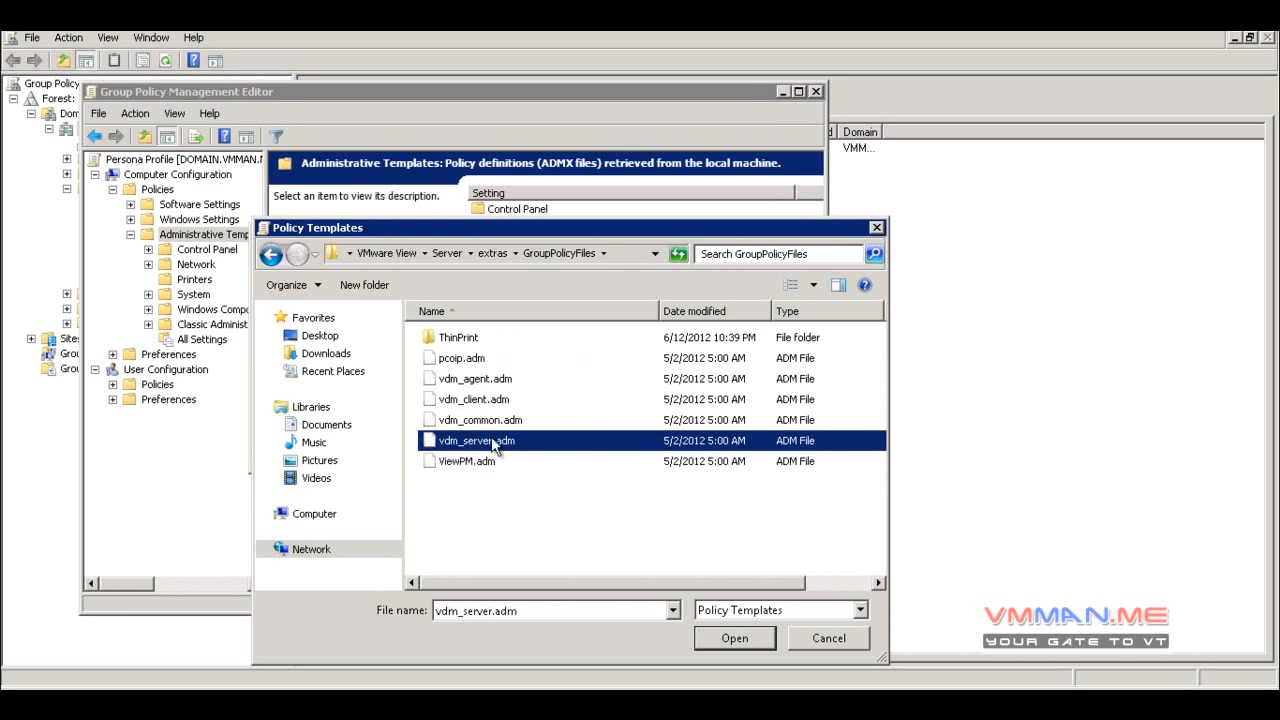 File Action View Window Help
Group Policy
Forest:
Dom
Sites
Grou
Grou
Domain
VMM...
Group Policy Management Editor
File Action View Help
Persona Profile [DOMAIN.VMMAN.M
Computer Configuration
Policies
Software Settings
Windows Settings
Administrative Temp
Control Panel
Network
Printers
System
Windows Compo
Classic Administ
All Settings
Preferences
User Configuration
Policies
Preferences
Administrative Templates: Policy definitions (ADMX files) retrieved from the local machine.
Select an item to view its description.
Setting
Control Panel
Policy Templates
VMware View Server extras GroupPolicyFiles
Search GroupPolicyFiles
Organize New folder
Favorites
Desktop
Downloads
Recent Places
Libraries
Documents
Music
Pictures
Videos
Computer
Network
Name Date modified Type
ThinPrint 6/12/2012 10:39 PM File folder
pcoip.adm 5/2/2012 5:00 AM ADM File
vdm_agent.adm 5/2/2012 5:00 AM ADM File
vdm_client.adm 5/2/2012 5:00 AM ADM File
vdm_common.adm 5/2/2012 5:00 AM ADM File
vdm_server.adm 5/2/2012 5:00 AM ADM File
ViewPM.adm 5/2/2012 5:00 AM ADM File
File name: vdm_server.adm Policy Templates
Open Cancel
VMMAN.ME
YOUR GATE TO VT